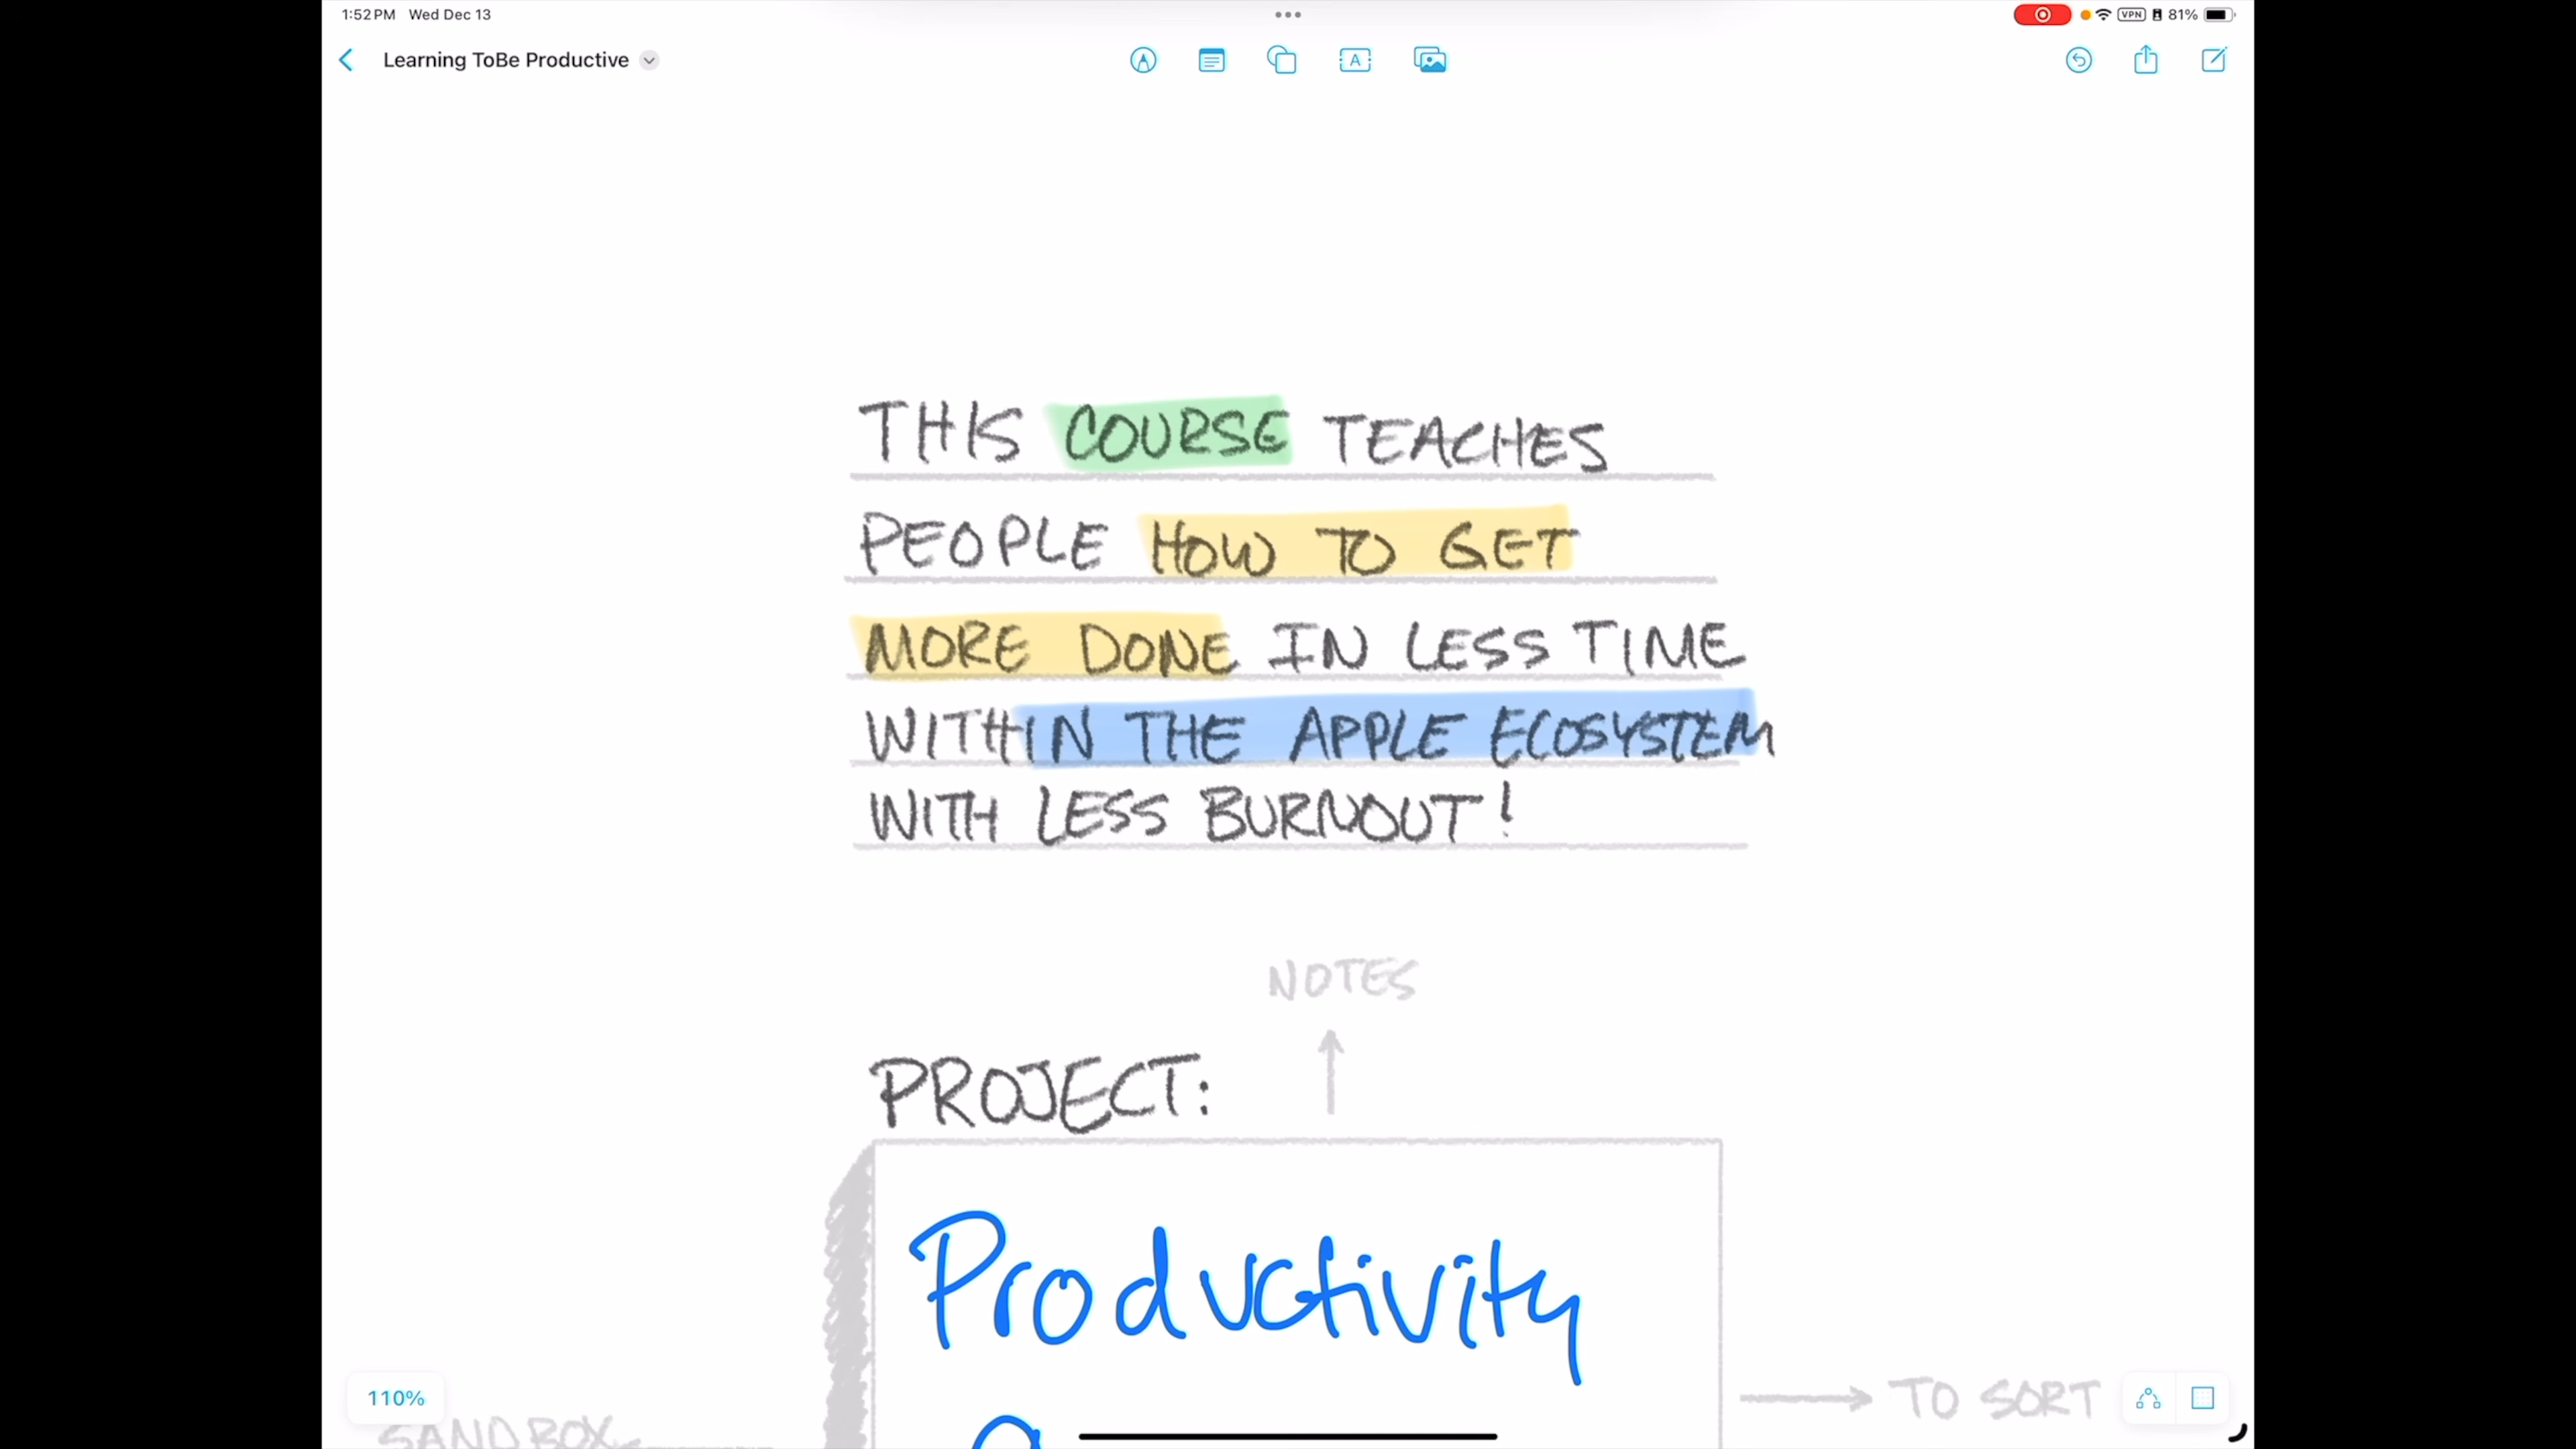 1:52 PM Wed Dec 13
VPN 81%
Learning ToBe Productive
A
THIS COURSE TEACHES
PEOPLE HOW TO GET
MORE DONE IN LESS TIME
WITHIN THE APPLE ECOSYSTEM
WITH LESS BURNOUT!
NOTES
PROJECT:
Productivity
110%
TO SORT
SANDBOX